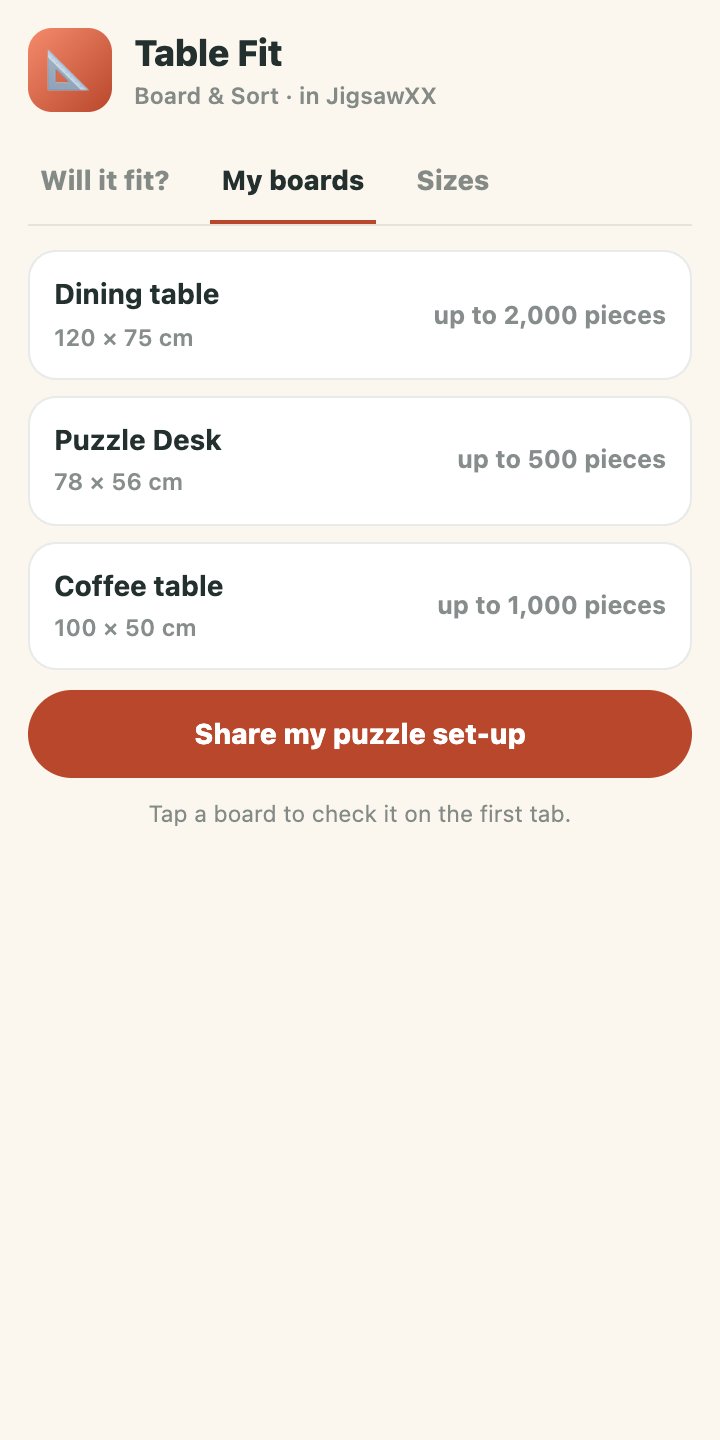 Table Fit
Board & Sort · in JigsawXX
Will it fit?
My boards
Sizes
Dining table
120 × 75 cm
up to 2,000 pieces
Puzzle Desk
78 × 56 cm
up to 500 pieces
Coffee table
100 × 50 cm
up to 1,000 pieces
Share my puzzle set-up
Tap a board to check it on the first tab.